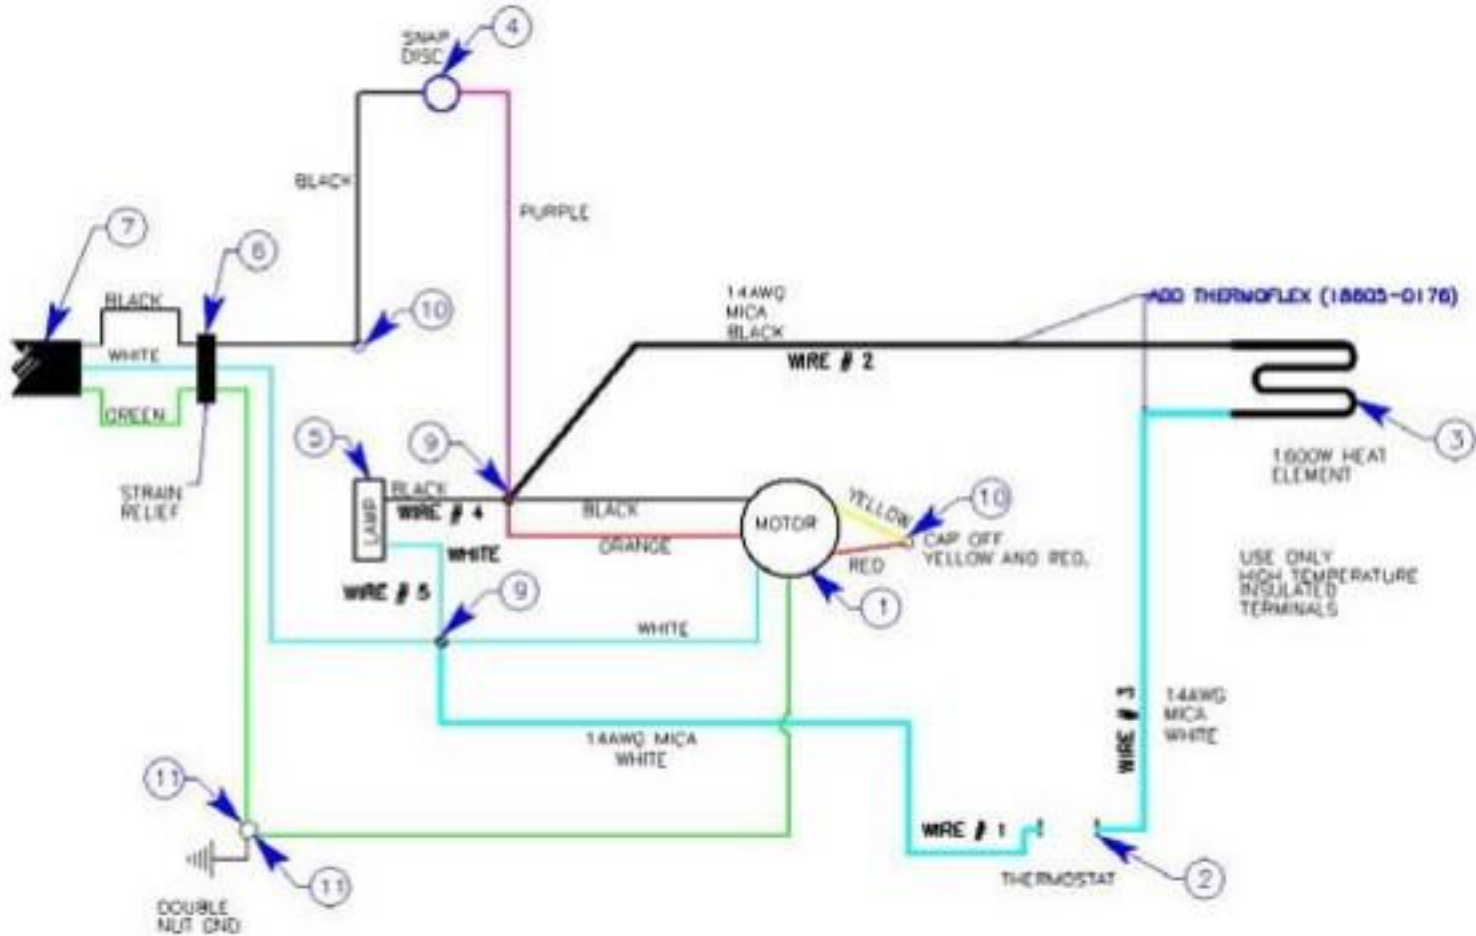 4
SNAP
DISC
BLACK
PURPLE
7
6
BLACK
10
14AWG
MICA
BLACK
ADD THERMOFLEX (18605-0176)
WHITE
WIRE # 2
GREEN
STRAIN
RELIEF
5
9
3
1600W HEAT
ELEMENT
BLACK
WIRE # 4
LAMP
BLACK
MOTOR
YELLOW
10
ORANGE
WHITE
RED
CAP OFF
YELLOW AND RED.
WIRE # 5
9
1
USE ONLY
HIGH TEMPERATURE
INSULATED
TERMINALS
WHITE
14AWG MICA
WHITE
WIRE # 3
14AWG
MICA
WHITE
11
WIRE # 1
11
THERMOSTAT
2
DOUBLE
NUT GND